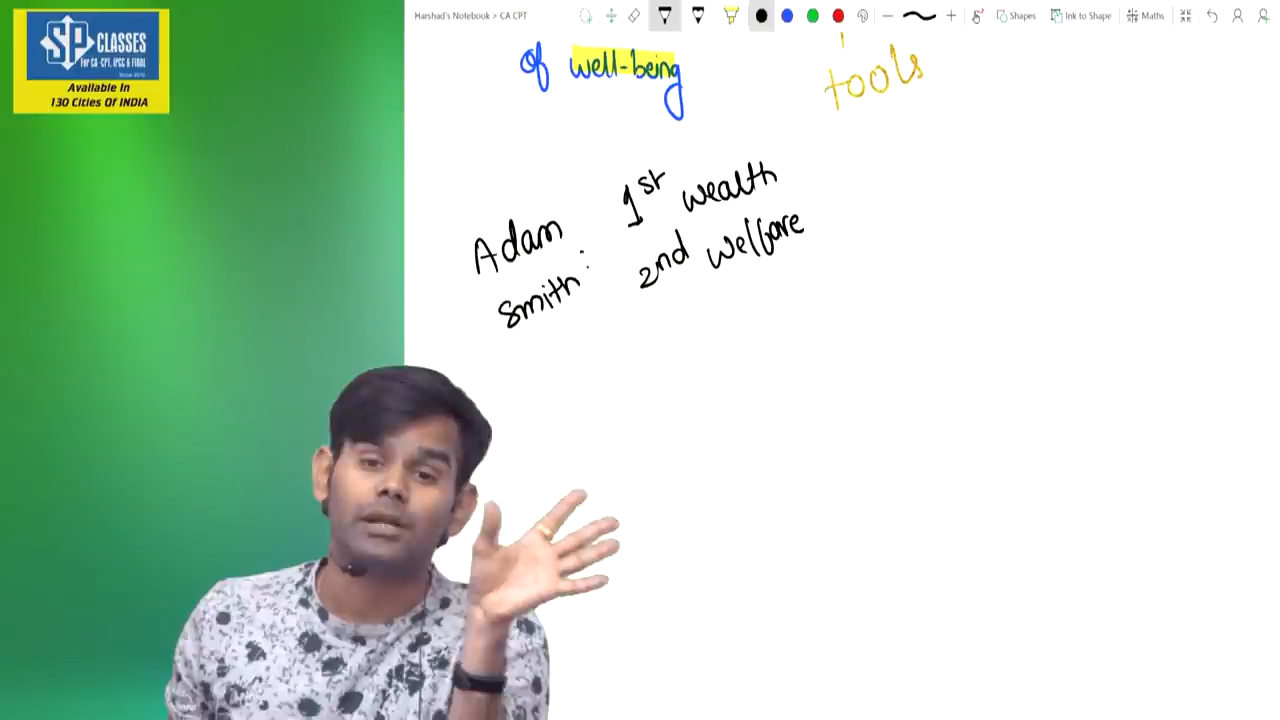 SP CLASSES
for CA-CPT, IPCC & FINAL
Available In
130 Cities Of INDIA
Harshad's Notebook > CA CPT
Shapes
Ink to Shape
Maths
of well-being
tools
Adam
Smith:
1st wealth
2nd welfare